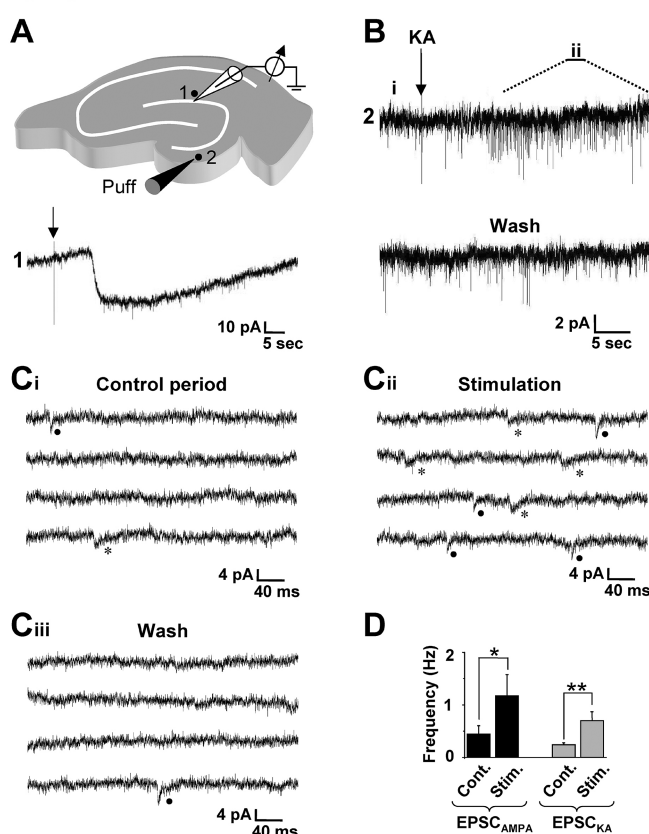 A
1
2
Puff
1
10 pA
5 sec
B
KA
i
ii
2
Wash
2 pA
5 sec
Ci Control period
●
*
4 pA
40 ms
Cii Stimulation
*
●
*
*
●
*
●
●
4 pA
40 ms
Ciii Wash
●
4 pA
40 ms
D
Frequency (Hz)
2
1
0
*
**
Cont.
Stim.
Cont.
Stim.
EPSC_AMPA
EPSC_KA